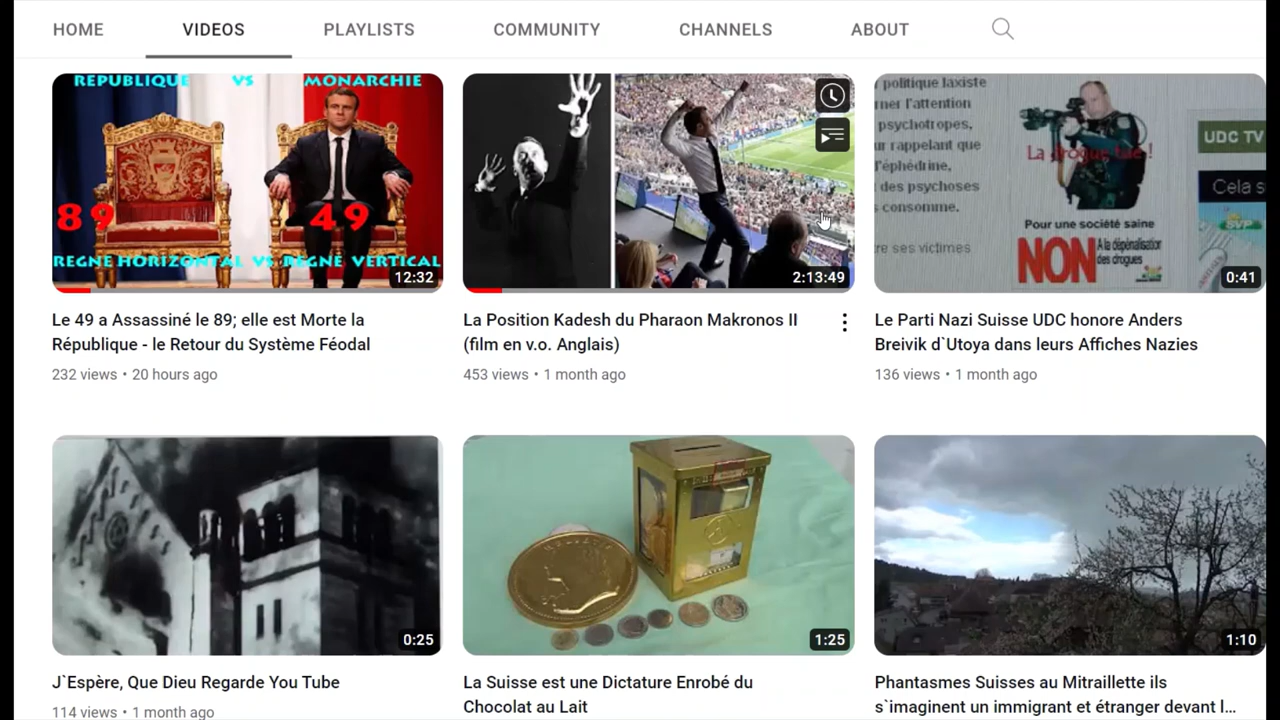 HOME VIDEOS PLAYLISTS COMMUNITY CHANNELS ABOUT
REPUBLIQUE VS MONARCHIE
89 49
REGNE HORIZONTAL VS REGNE VERTICAL
12:32
2:13:49
politique laxiste
rner l'attention
psychotropes,
ur rappelant que
l'éphédrine,
des psychoses
consomme.
re ses victimes
La drogue tue !
Pour une société saine
NON A la dépénalisation
des drogues
UDC TV
Cela s
SVP
0:41
Le 49 a Assassiné le 89; elle est Morte la
République - le Retour du Système Féodal
232 views • 20 hours ago
La Position Kadesh du Pharaon Makronos II
(film en v.o. Anglais)
453 views • 1 month ago
Le Parti Nazi Suisse UDC honore Anders
Breivik d`Utoya dans leurs Affiches Nazies
136 views • 1 month ago
0:25
1:25
1:10
J`Espère, Que Dieu Regarde You Tube
114 views • 1 month ago
La Suisse est une Dictature Enrobé du
Chocolat au Lait
Phantasmes Suisses au Mitraillette ils
s`imaginent un immigrant et étranger devant l...